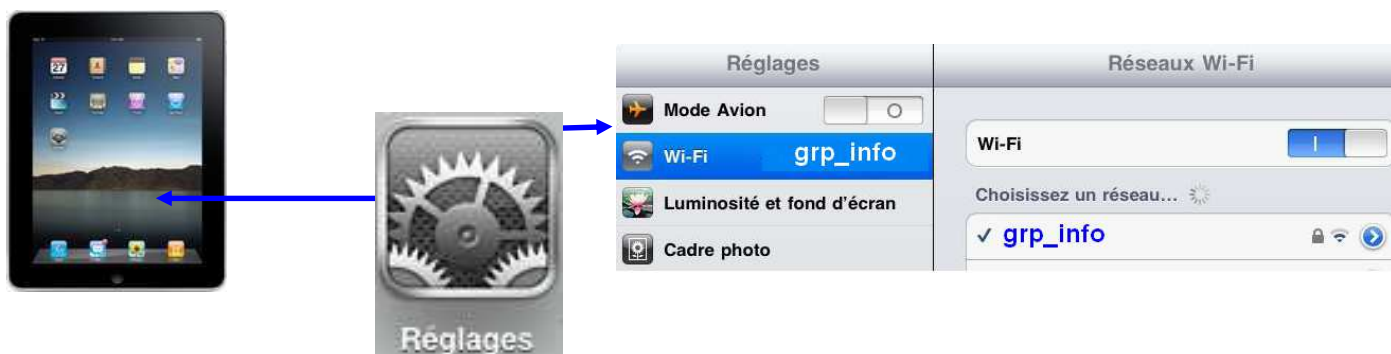 27
Réglages
Réglages
Mode Avion
Wi-Fi grp_info
Luminosité et fond d'écran
Cadre photo
Réseaux Wi-Fi
Wi-Fi
Choisissez un réseau...
grp_info